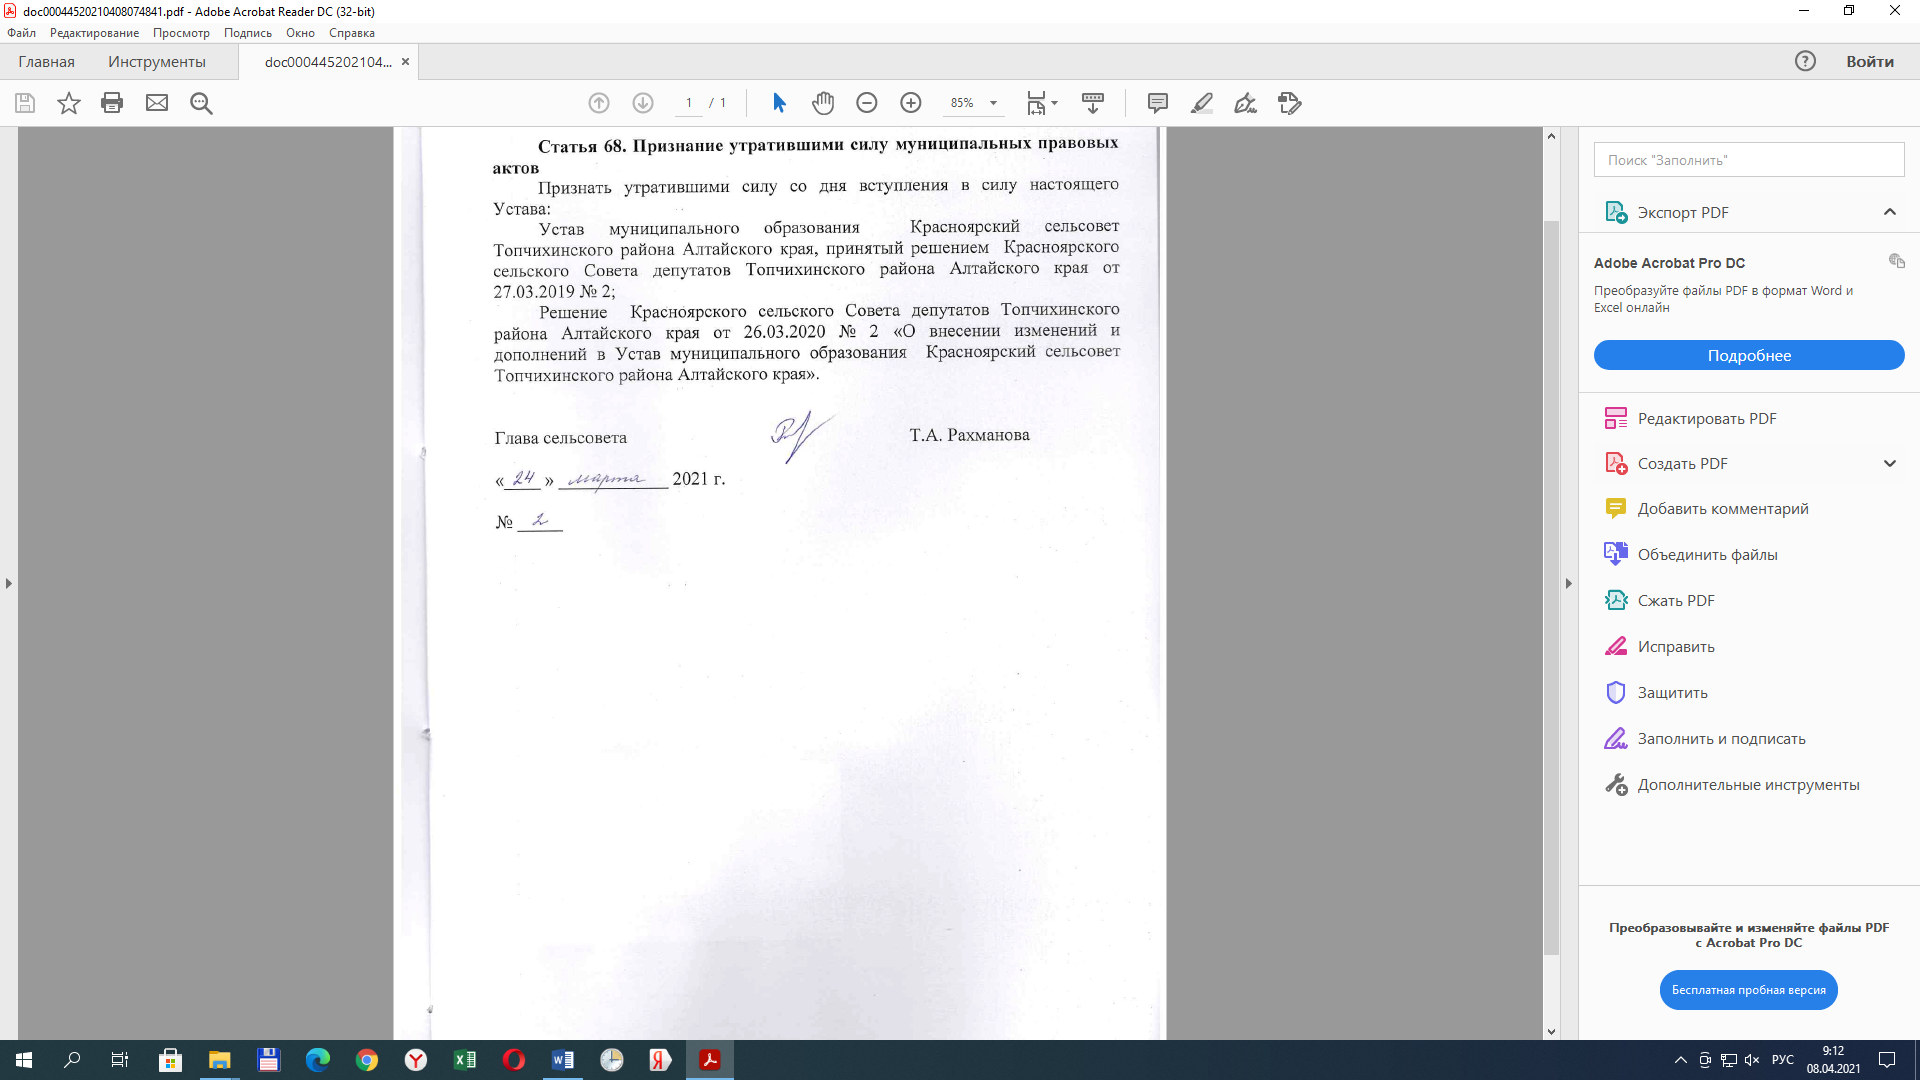 doc00044520210408074841.pdf - Adobe Acrobat Reader DC (32-bit)
Файл Редактирование Просмотр Подпись Окно Справка
Главная Инструменты doc000445202104... × Войти
1 / 1 85%
Статья 68. Признание утратившими силу муниципальных правовых
актов
Признать утратившими силу со дня вступления в силу настоящего
Устава:
Устав муниципального образования Красноярский сельсовет
Топчихинского района Алтайского края, принятый решением Красноярского
сельского Совета депутатов Топчихинского района Алтайского края от
27.03.2019 № 2;
Решение Красноярского сельского Совета депутатов Топчихинского
района Алтайского края от 26.03.2020 № 2 «О внесении изменений и
дополнений в Устав муниципального образования Красноярский сельсовет
Топчихинского района Алтайского края».
Глава сельсовета Т.А. Рахманова
«24» марта 2021 г.
№ 2
Поиск "Заполнить"
Экспорт PDF
Adobe Acrobat Pro DC
Преобразуйте файлы PDF в формат Word и
Excel онлайн
Подробнее
Редактировать PDF
Создать PDF
Добавить комментарий
Объединить файлы
Сжать PDF
Исправить
Защитить
Заполнить и подписать
Дополнительные инструменты
Преобразовывайте и изменяйте файлы PDF
с Acrobat Pro DC
Бесплатная пробная версия
РУС 9:12
08.04.2021